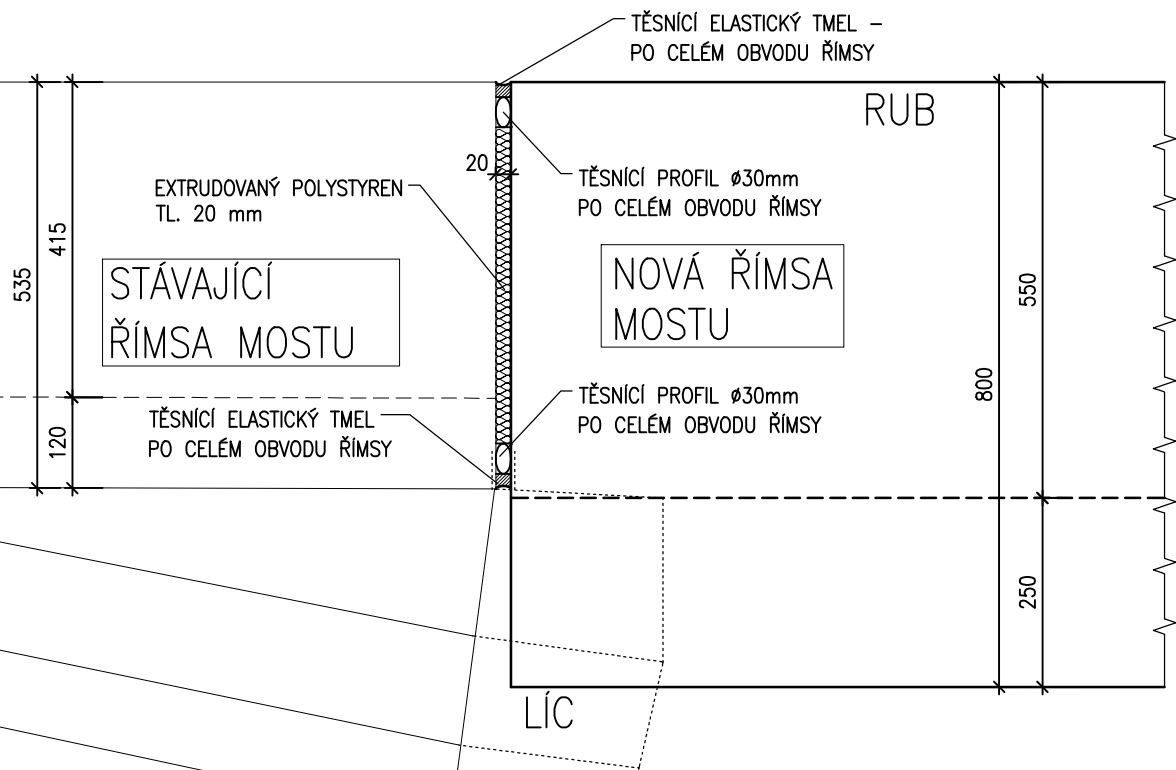 TĚSNÍCÍ ELASTICKÝ TMEL –
PO CELÉM OBVODU ŘÍMSY
RUB
20
TĚSNÍCÍ PROFIL ø30mm
PO CELÉM OBVODU ŘÍMSY
EXTRUDOVANÝ POLYSTYREN
TL. 20 mm
415
535
STÁVAJÍCÍ
ŘÍMSA MOSTU
NOVÁ ŘÍMSA
MOSTU
550
800
TĚSNÍCÍ PROFIL ø30mm
PO CELÉM OBVODU ŘÍMSY
TĚSNÍCÍ ELASTICKÝ TMEL
PO CELÉM OBVODU ŘÍMSY
120
250
LÍC